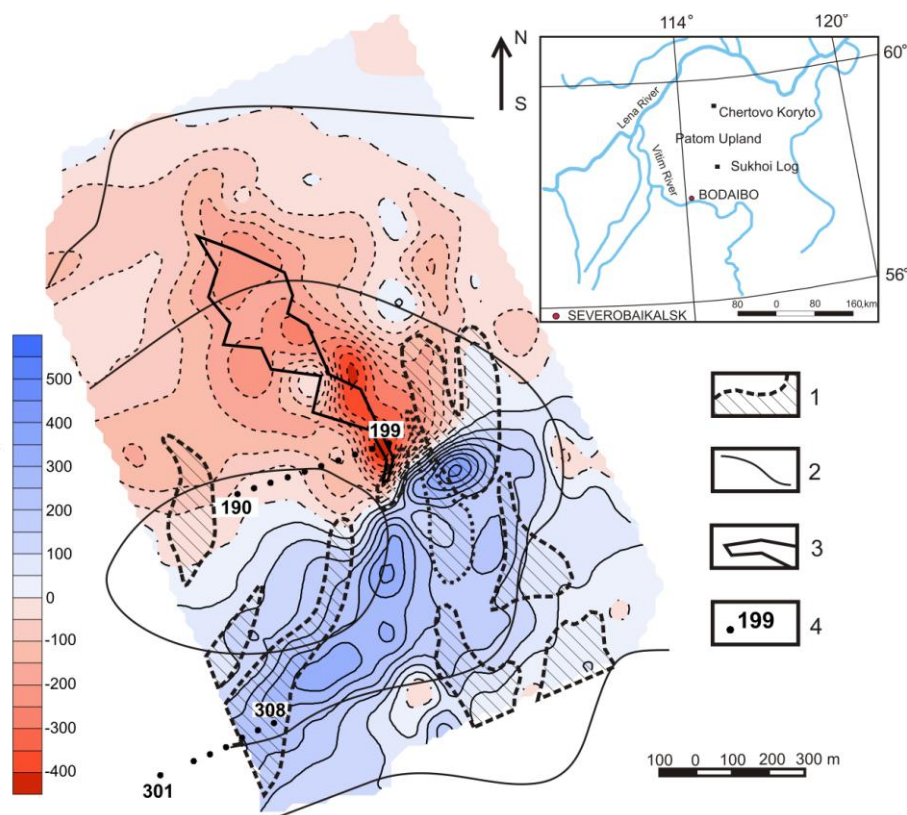 N
S
114°
120°
60°
Lena River
Chertovo Koryto
Patom Upland
Vitim River
Sukhoi Log
BODAIBO
56°
80 0 80 160,km
SEVEROBAIKALSK
500
400
300
200
100
0
-100
-200
-300
-400
199
190
308
301
1
2
3
199 4
100 0 100 200 300 m